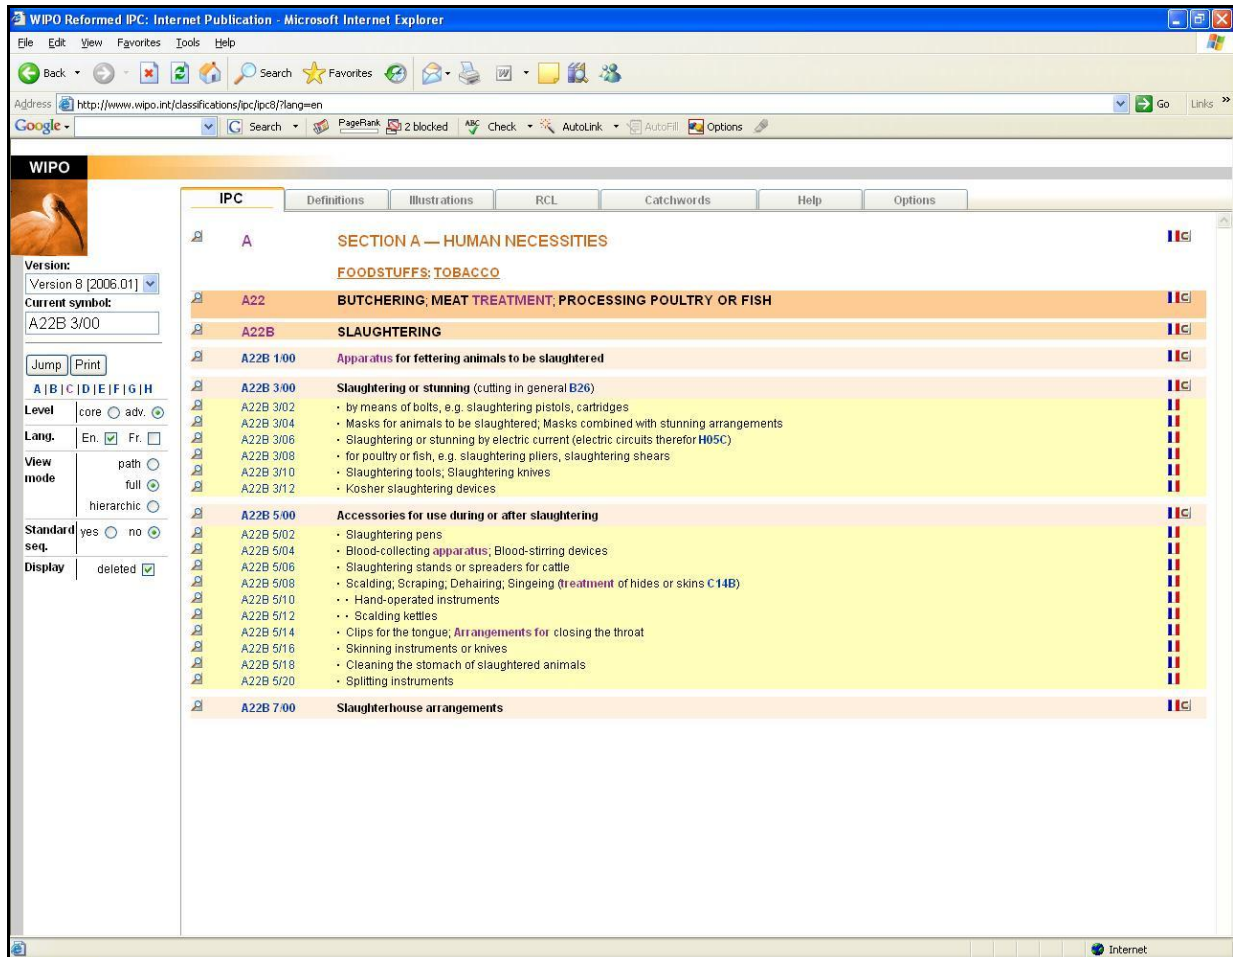 WIPO Reformed IPC: Internet Publication - Microsoft Internet Explorer
File Edit View Favorites Tools Help
Back Search Favorites
Address http://www.wipo.int/classifications/ipc/ipc8/?lang=en Go Links »
Google Search PageRank 2 blocked ABC Check AutoLink AutoFill Options
WIPO
IPC Definitions Illustrations RCL Catchwords Help Options
A SECTION A — HUMAN NECESSITIES C
FOODSTUFFS; TOBACCO
Version:
Version 8 [2006.01]
Current symbol:
A22B 3/00
Jump Print
A | B | C | D | E | F | G | H
Level core adv.
Lang. En. Fr.
View mode path
full
hierarchic
Standard seq. yes no
Display deleted
A22 BUTCHERING; MEAT TREATMENT; PROCESSING POULTRY OR FISH C
A22B SLAUGHTERING C
A22B 1/00 Apparatus for fettering animals to be slaughtered C
A22B 3/00 Slaughtering or stunning (cutting in general B26) C
A22B 3/02 · by means of bolts, e.g. slaughtering pistols, cartridges
A22B 3/04 · Masks for animals to be slaughtered; Masks combined with stunning arrangements
A22B 3/06 · Slaughtering or stunning by electric current (electric circuits therefor H05C)
A22B 3/08 · for poultry or fish, e.g. slaughtering pliers, slaughtering shears
A22B 3/10 · Slaughtering tools; Slaughtering knives
A22B 3/12 · Kosher slaughtering devices
A22B 5/00 Accessories for use during or after slaughtering C
A22B 5/02 · Slaughtering pens
A22B 5/04 · Blood-collecting apparatus; Blood-stirring devices
A22B 5/06 · Slaughtering stands or spreaders for cattle
A22B 5/08 · Scalding; Scraping; Dehairing; Singeing (treatment of hides or skins C14B)
A22B 5/10 · · Hand-operated instruments
A22B 5/12 · · Scalding kettles
A22B 5/14 · Clips for the tongue; Arrangements for closing the throat
A22B 5/16 · Skinning instruments or knives
A22B 5/18 · Cleaning the stomach of slaughtered animals
A22B 5/20 · Splitting instruments
A22B 7/00 Slaughterhouse arrangements C
Internet